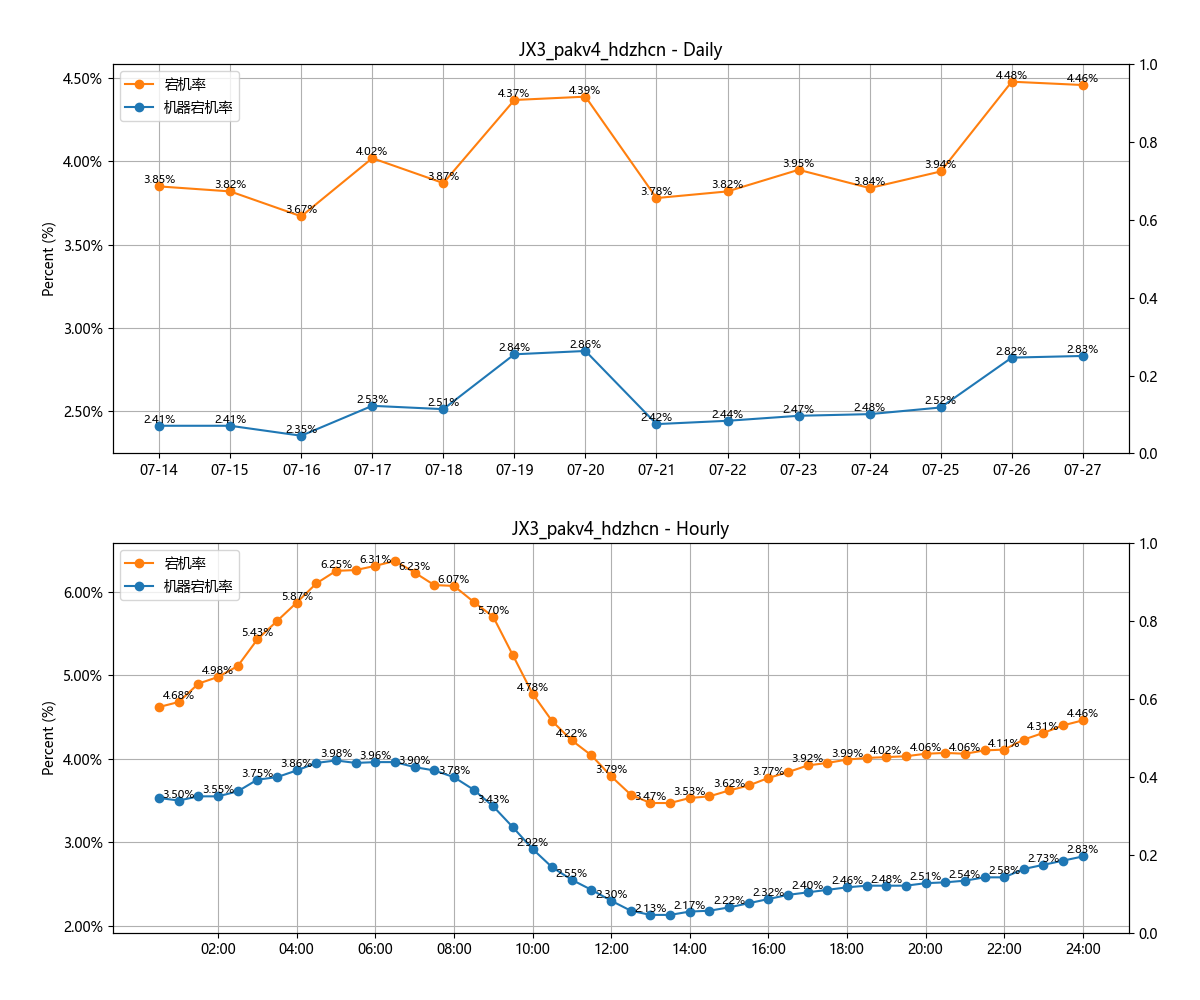 JX3_pakv4_hdzhcn - Daily
宕机率
机器宕机率
Percent (%)
4.50%
4.00%
3.50%
3.00%
2.50%
1.0
0.8
0.6
0.4
0.2
0.0
3.85% 3.82% 3.67% 4.02% 3.87% 4.37% 4.39% 3.78% 3.82% 3.95% 3.84% 3.94% 4.48% 4.46%
2.41% 2.41% 2.35% 2.53% 2.51% 2.84% 2.86% 2.42% 2.44% 2.47% 2.48% 2.52% 2.82% 2.83%
07-14 07-15 07-16 07-17 07-18 07-19 07-20 07-21 07-22 07-23 07-24 07-25 07-26 07-27
JX3_pakv4_hdzhcn - Hourly
宕机率
机器宕机率
Percent (%)
6.00%
5.00%
4.00%
3.00%
2.00%
1.0
0.8
0.6
0.4
0.2
0.0
4.68% 4.98% 5.43% 5.87% 6.25% 6.31% 6.23% 6.07% 5.70% 4.78% 4.22% 3.79% 3.47% 3.53% 3.62% 3.77% 3.92% 3.99% 4.02% 4.06% 4.06% 4.11% 4.31% 4.46%
3.50% 3.55% 3.75% 3.86% 3.98% 3.96% 3.90% 3.78% 3.43% 2.92% 2.55% 2.30% 2.13% 2.17% 2.22% 2.32% 2.40% 2.46% 2.48% 2.51% 2.54% 2.58% 2.73% 2.83%
02:00 04:00 06:00 08:00 10:00 12:00 14:00 16:00 18:00 20:00 22:00 24:00